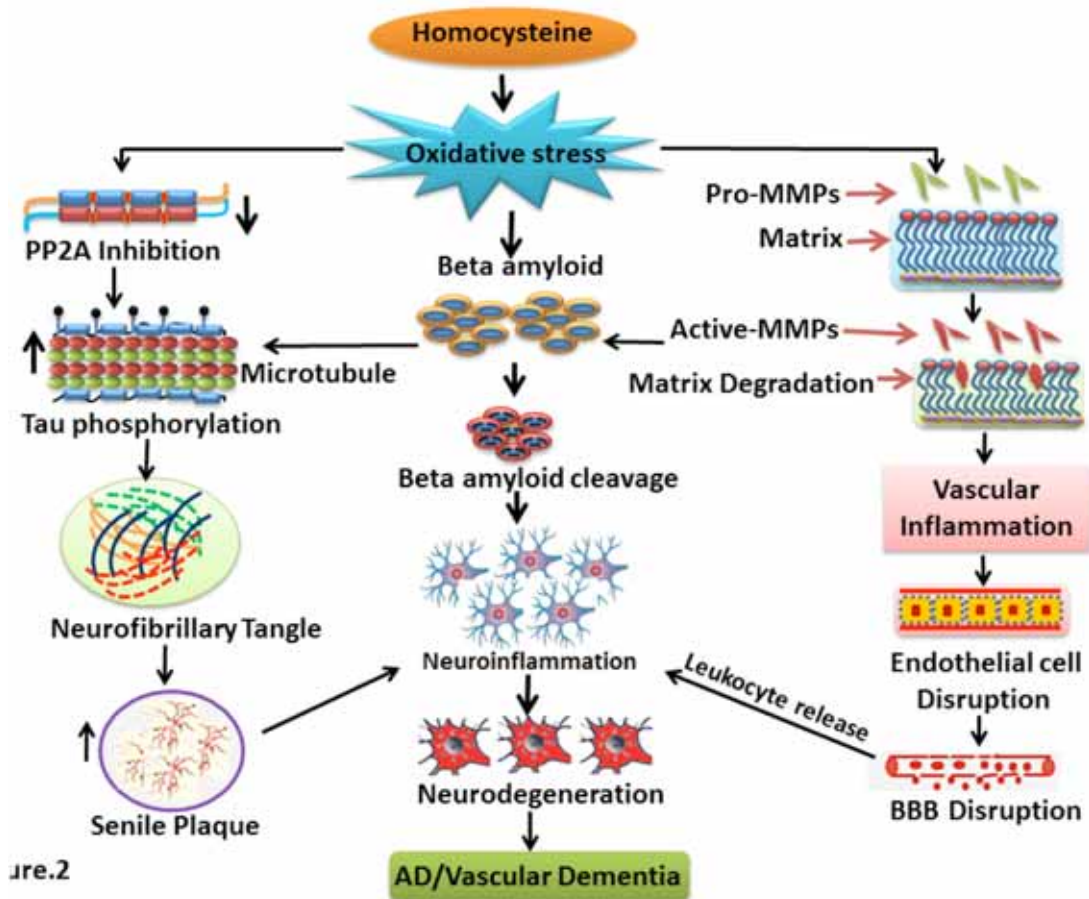 Homocysteine
Oxidative stress
PP2A Inhibition
Beta amyloid
Pro-MMPs
Matrix
Active-MMPs
Microtubule
Matrix Degradation
Tau phosphorylation
Beta amyloid cleavage
Vascular
Inflammation
Neurofibrillary Tangle
Neuroinflammation
Leukocyte release
Endothelial cell
Disruption
Senile Plaque
Neurodegeneration
BBB Disruption
ure.2
AD/Vascular Dementia